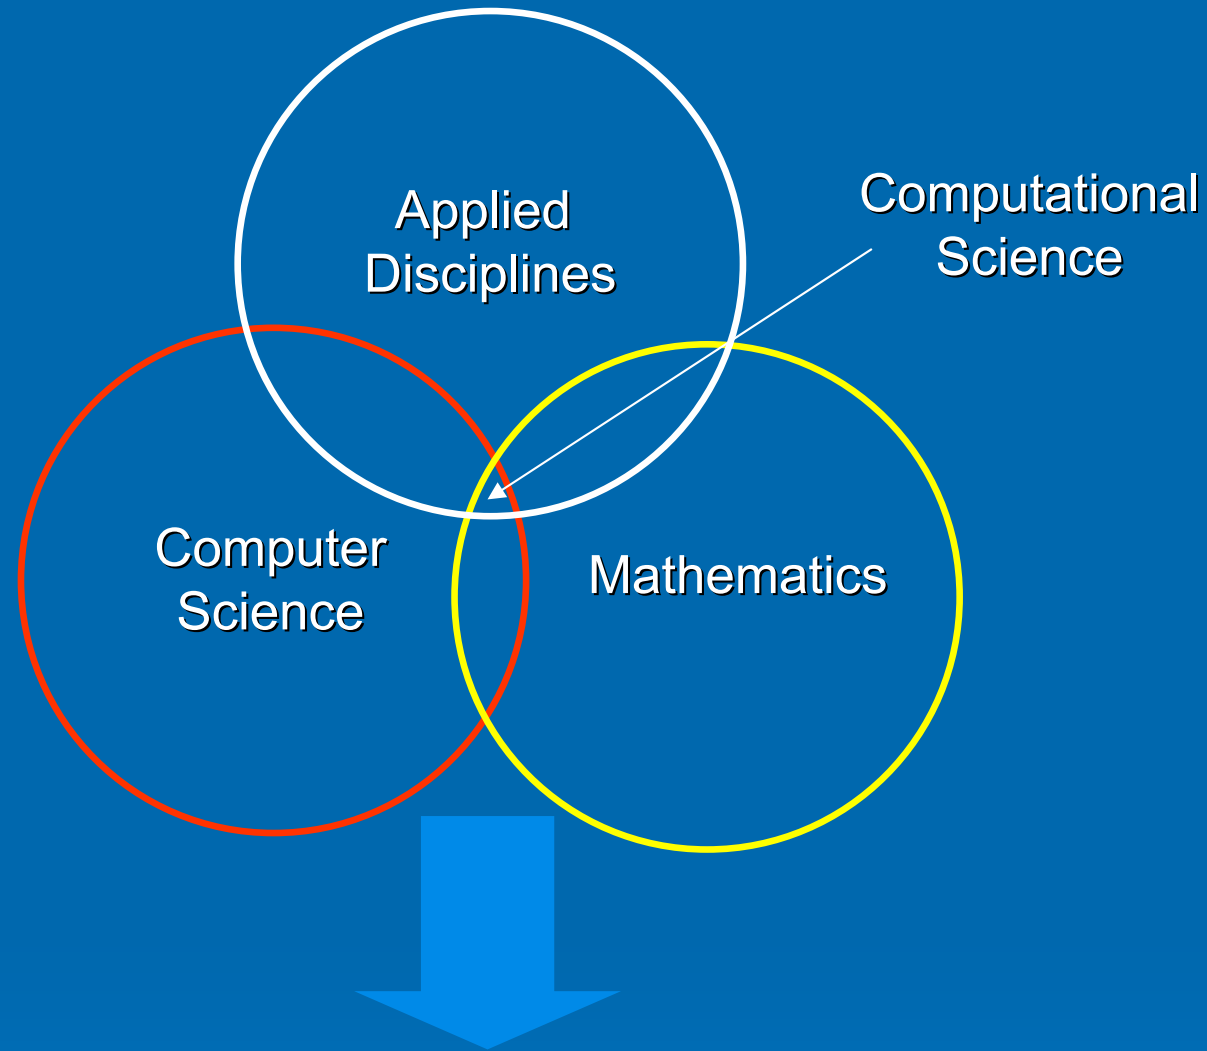 Applied
Disciplines
Computational
Science
Computer
Science
Mathematics